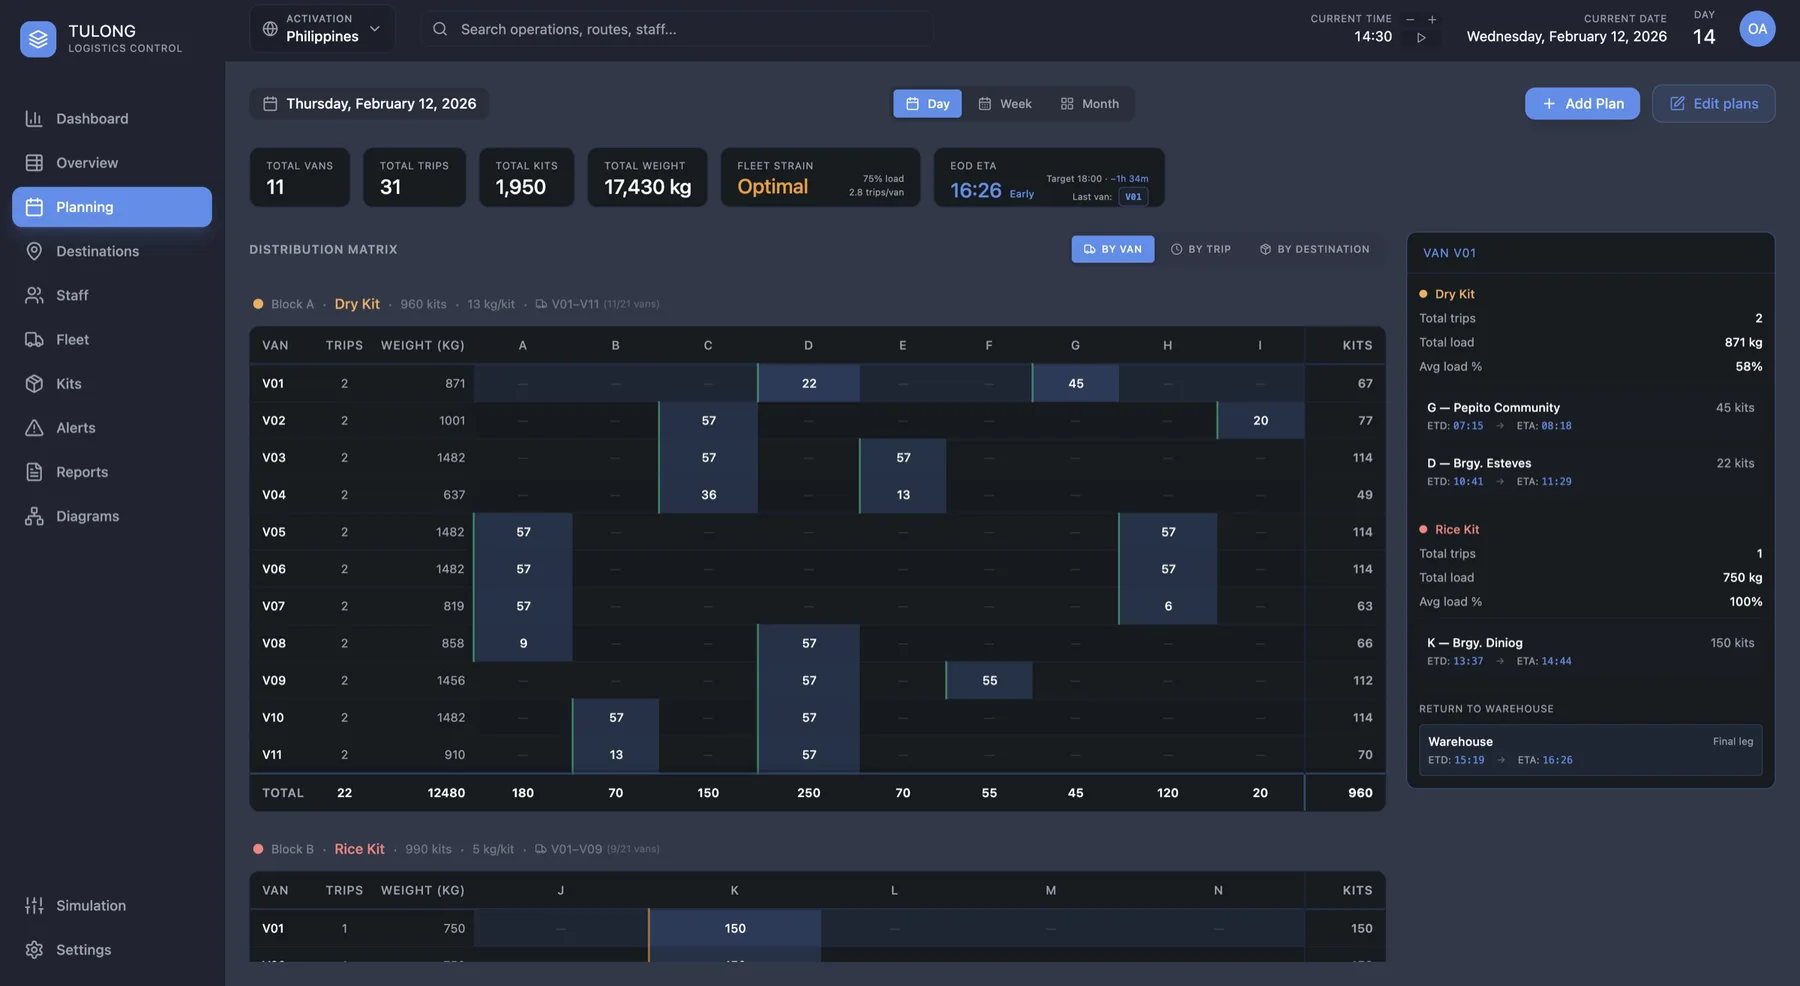 TULONG
LOGISTICS CONTROL
ACTIVATION
Philippines
Search operations, routes, staff...
CURRENT TIME
14:30
CURRENT DATE
Wednesday, February 12, 2026
DAY
14
OA
Dashboard
Overview
Planning
Destinations
Staff
Fleet
Kits
Alerts
Reports
Diagrams
Simulation
Settings
Thursday, February 12, 2026
Day
Week
Month
Add Plan
Edit plans
TOTAL VANS
11
TOTAL TRIPS
31
TOTAL KITS
1,950
TOTAL WEIGHT
17,430 kg
FLEET STRAIN
Optimal
75% load
2.8 trips/van
EOD ETA
16:26 Early
Target 18:00 · −1h 34m
Last van: V01
DISTRIBUTION MATRIX
BY VAN
BY TRIP
BY DESTINATION
Block A · Dry Kit · 960 kits · 13 kg/kit · V01–V11 (11/21 vans)
VAN TRIPS WEIGHT (KG) A B C D E F G H I KITS
V01 2 871 — — — 22 — — 45 — — 67
V02 2 1001 — — 57 — — — — — 20 77
V03 2 1482 — — 57 — 57 — — — — 114
V04 2 637 — — 36 — 13 — — — — 49
V05 2 1482 57 — — — — — — 57 — 114
V06 2 1482 57 — — — — — — 57 — 114
V07 2 819 57 — — — — — — 6 — 63
V08 2 858 9 — — 57 — — — — — 66
V09 2 1456 — — — 57 — 55 — — — 112
V10 2 1482 — 57 — 57 — — — — — 114
V11 2 910 — 13 — 57 — — — — — 70
TOTAL 22 12480 180 70 150 250 70 55 45 120 20 960
Block B · Rice Kit · 990 kits · 5 kg/kit · V01–V09 (9/21 vans)
VAN TRIPS WEIGHT (KG) J K L M N KITS
V01 1 750 — 150 — — — 150
VAN V01
Dry Kit
Total trips 2
Total load 871 kg
Avg load % 58%
G — Pepito Community 45 kits
ETD: 07:15 → ETA: 08:18
D — Brgy. Esteves 22 kits
ETD: 10:41 → ETA: 11:29
Rice Kit
Total trips 1
Total load 750 kg
Avg load % 100%
K — Brgy. Diniog 150 kits
ETD: 13:37 → ETA: 14:44
RETURN TO WAREHOUSE
Warehouse Final leg
ETD: 15:19 → ETA: 16:26